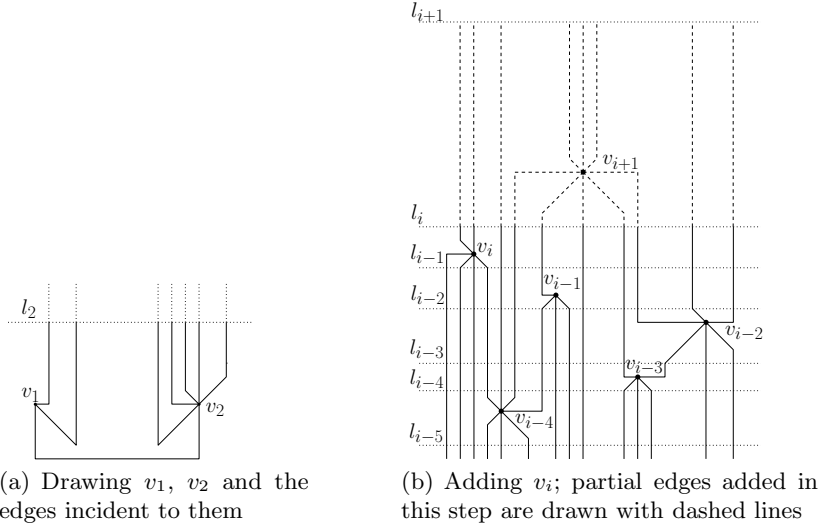 l_{i+1}
v_{i+1}
l_i
v_i
l_{i-1}
v_{i-1}
l_{i-2}
l_2
v_{i-2}
l_{i-3}
v_{i-3}
l_{i-4}
v_1
v_2
v_{i-4}
l_{i-5}
(a) Drawing v_1, v_2 and the
edges incident to them
(b) Adding v_i; partial edges added in
this step are drawn with dashed lines